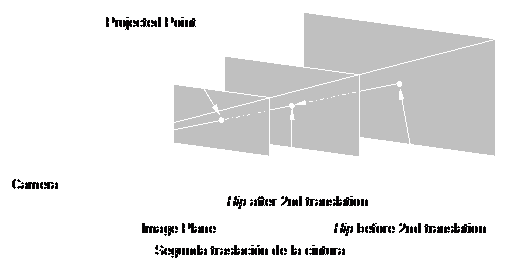 Projected Point
Camera
Hip after 2nd translation
Image Plane
Hip before 2nd translation
Segunda traslación de la cintura